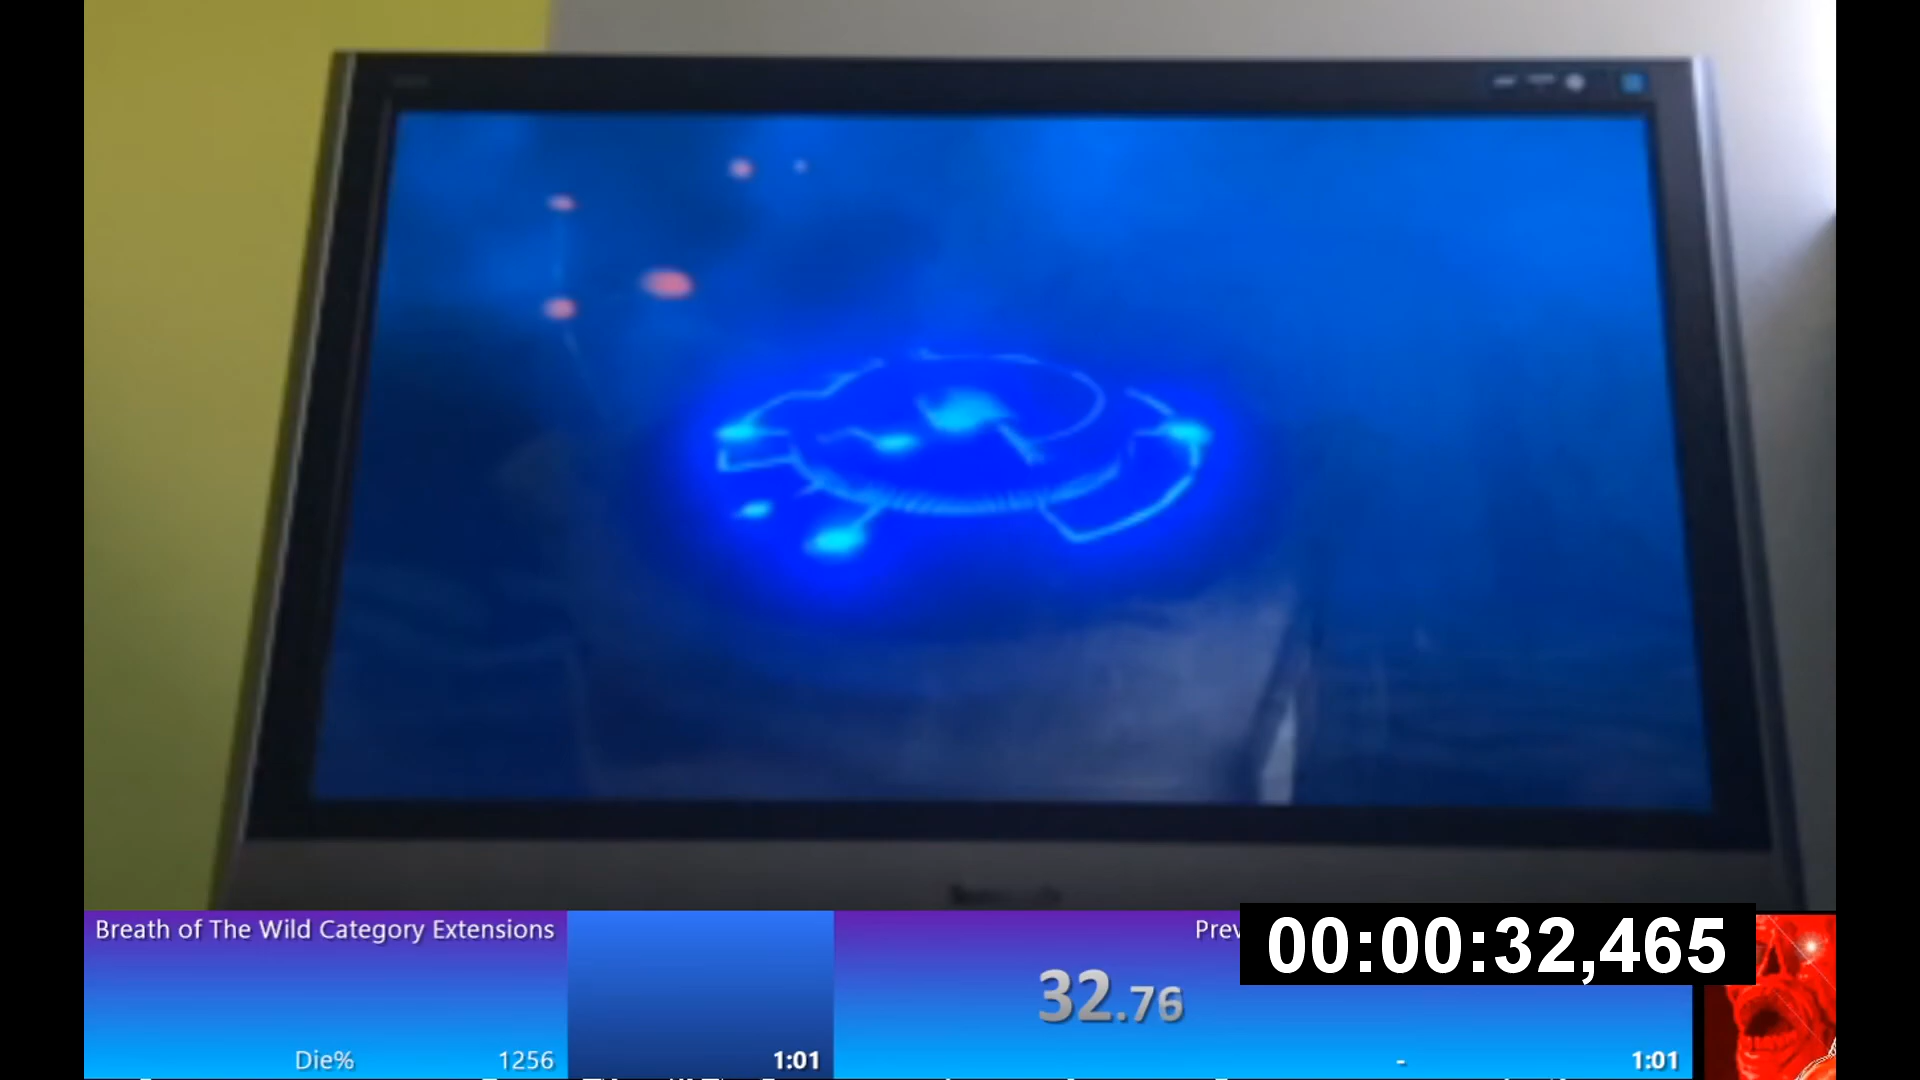 Breath of The Wild Category Extensions
Prev
00:00:32,465
32.76
Die% 1256
1:01
- 1:01